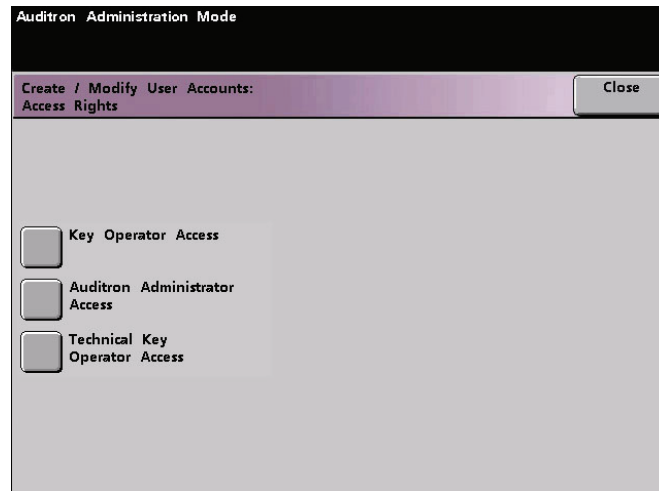 Auditron Administration Mode
Create / Modify User Accounts:
Access Rights
Close
Key Operator Access
Auditron Administrator
Access
Technical Key
Operator Access